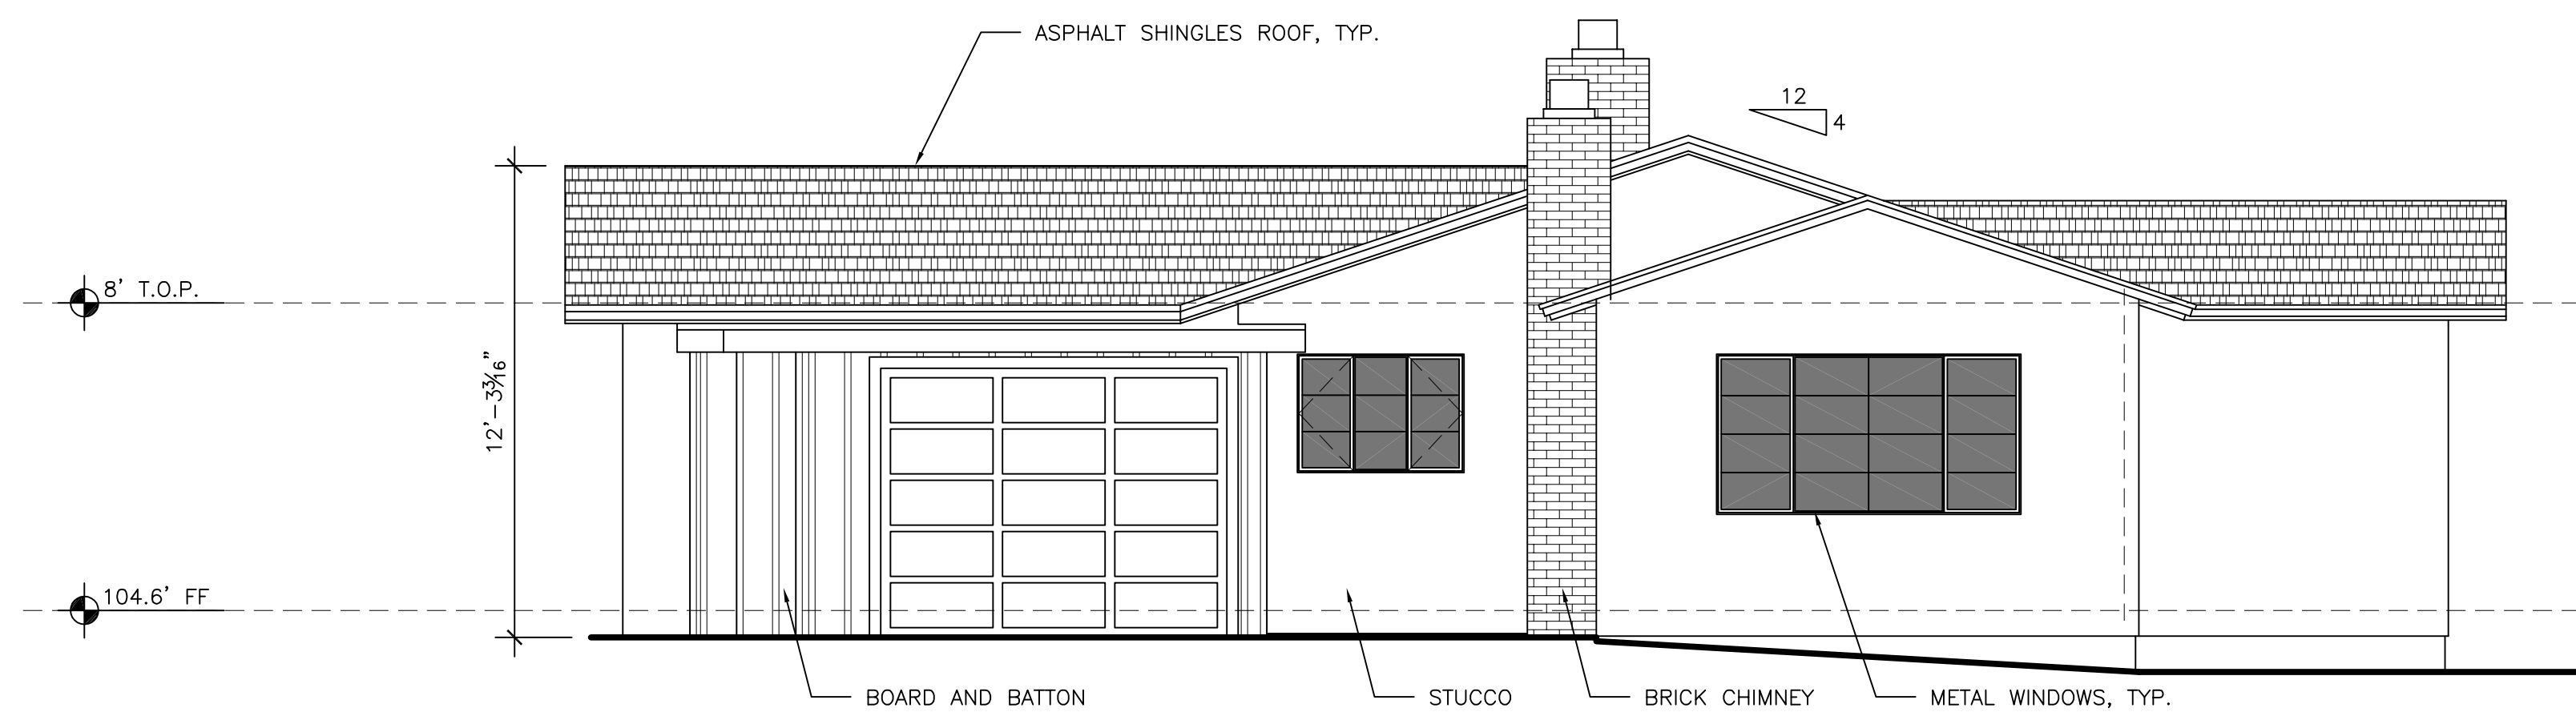 ASPHALT SHINGLES ROOF, TYP.
12
4
8' T.O.P.
12'-3 3/16"
104.6' FF
BOARD AND BATTON
STUCCO
BRICK CHIMNEY
METAL WINDOWS, TYP.